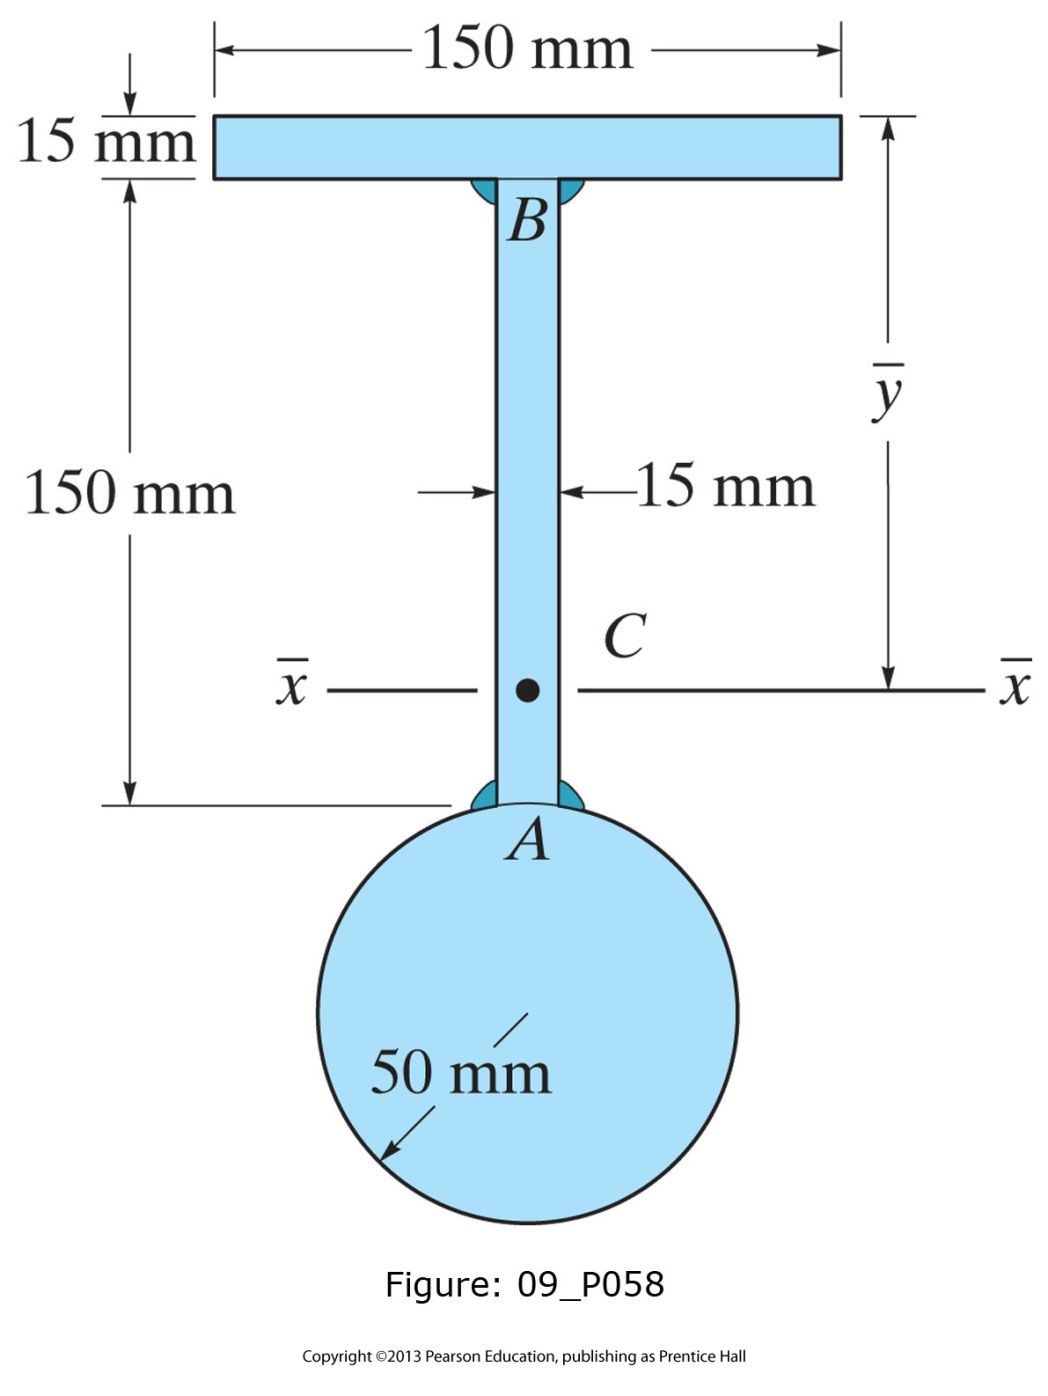 150 mm
15 mm
B
y̅
150 mm
15 mm
C
x̅
x̅
A
50 mm
Figure: 09_P058
Copyright ©2013 Pearson Education, publishing as Prentice Hall